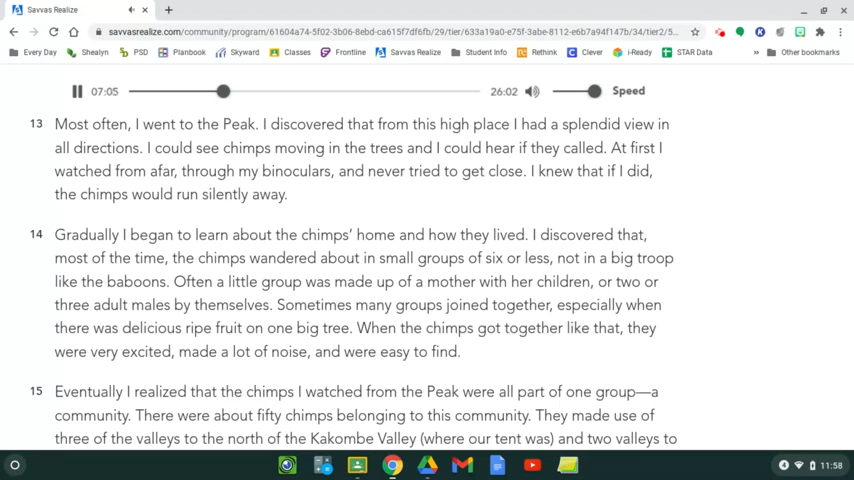 Savvas Realize
savvasrealize.com/community/program/61604a74-5f02-3b06-8ebd-ca615f7df6fb/29/tier/633a19a0-e75f-3abe-8112-e6b7a94f147b/34/tier2/5...
Every Day Shealyn PSD Planbook Skyward Classes Frontline Savvas Realize Student Info Rethink Clever i-Ready STAR Data » Other bookmarks
07:05 26:02 Speed
13 Most often, I went to the Peak. I discovered that from this high place I had a splendid view in
all directions. I could see chimps moving in the trees and I could hear if they called. At first I
watched from afar, through my binoculars, and never tried to get close. I knew that if I did,
the chimps would run silently away.
14 Gradually I began to learn about the chimps' home and how they lived. I discovered that,
most of the time, the chimps wandered about in small groups of six or less, not in a big troop
like the baboons. Often a little group was made up of a mother with her children, or two or
three adult males by themselves. Sometimes many groups joined together, especially when
there was delicious ripe fruit on one big tree. When the chimps got together like that, they
were very excited, made a lot of noise, and were easy to find.
15 Eventually I realized that the chimps I watched from the Peak were all part of one group—a
community. There were about fifty chimps belonging to this community. They made use of
three of the valleys to the north of the Kakombe Valley (where our tent was) and two valleys to
4 11:58